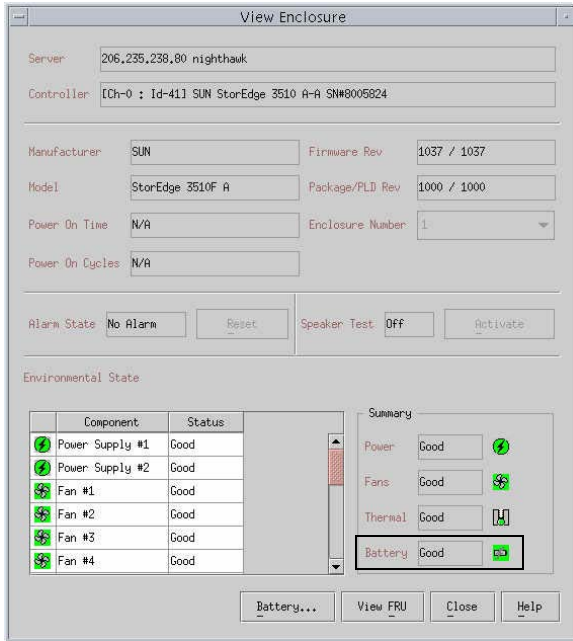 View Enclosure
Server 206.235.238.80 nighthawk
Controller [Ch-0 : Id-41] SUN StorEdge 3510 A-A SN#8005824
Manufacturer SUN Firmware Rev 1037 / 1037
Model StorEdge 3510F A Package/PLD Rev 1000 / 1000
Power On Time N/A Enclosure Number 1
Power On Cycles N/A
Alarm State No Alarm Reset Speaker Test Off Activate
Environmental State
Component Status
Power Supply #1 Good
Power Supply #2 Good
Fan #1 Good
Fan #2 Good
Fan #3 Good
Fan #4 Good
Summary
Power Good
Fans Good
Thermal Good
Battery Good
Battery... View FRU Close Help